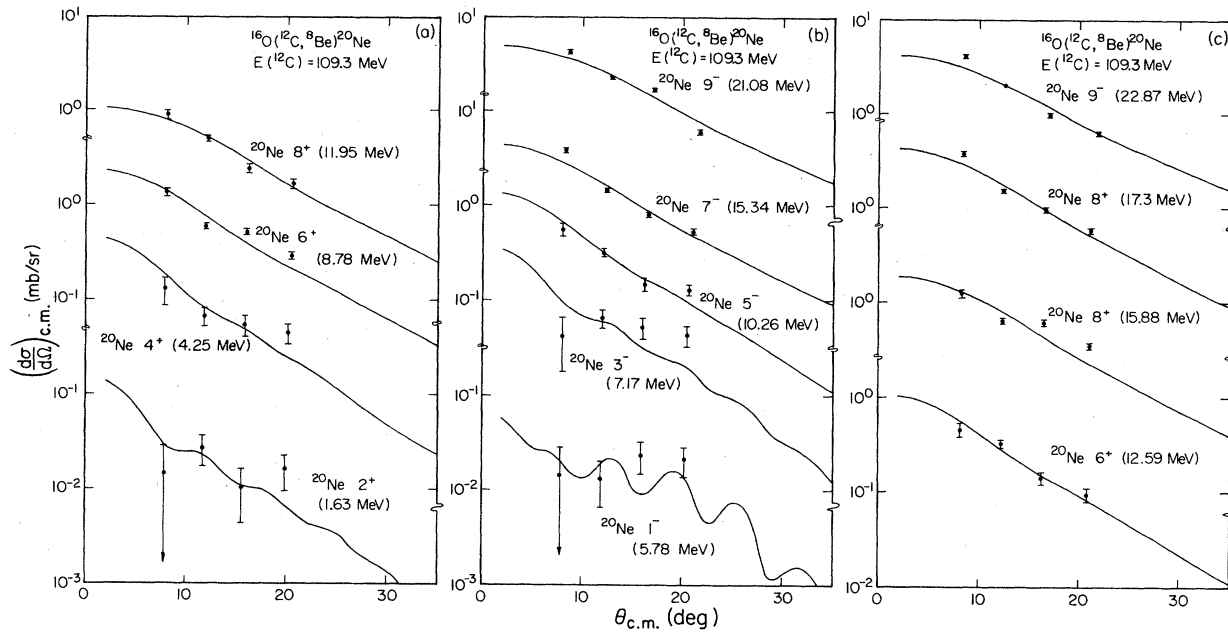 (a)
¹⁶O(¹²C,⁸Be)²⁰Ne
E(¹²C) = 109.3 MeV
10⁰
²⁰Ne 8⁺ (11.95 MeV)
10⁰
²⁰Ne 6⁺
(8.78 MeV)
10⁻¹
²⁰Ne 4⁺ (4.25 MeV)
10⁻¹
²⁰Ne 2⁺
(1.63 MeV)
10⁻²
10⁻³
0 10 20 30
(dσ/dΩ)c.m. (mb/sr)
(b)
¹⁶O(¹²C,⁸Be)²⁰Ne
E(¹²C) = 109.3 MeV
²⁰Ne 9⁻ (21.08 MeV)
10¹
10¹
²⁰Ne 7⁻ (15.34 MeV)
10⁰
²⁰Ne 5⁻
(10.26 MeV)
10⁻¹
²⁰Ne 3⁻
(7.17 MeV)
10⁻¹
10⁻²
²⁰Ne 1⁻
(5.78 MeV)
10⁻³
0 10 20 30
θc.m. (deg)
(c)
¹⁶O(¹²C,⁸Be)²⁰Ne
E(¹²C) = 109.3 MeV
²⁰Ne 9⁻ (22.87 MeV)
10⁰
²⁰Ne 8⁺ (17.3 MeV)
10⁰
²⁰Ne 8⁺
(15.88 MeV)
10⁰
10⁰
²⁰Ne 6⁺ (12.59 MeV)
10⁻¹
10⁻²
0 10 20 30